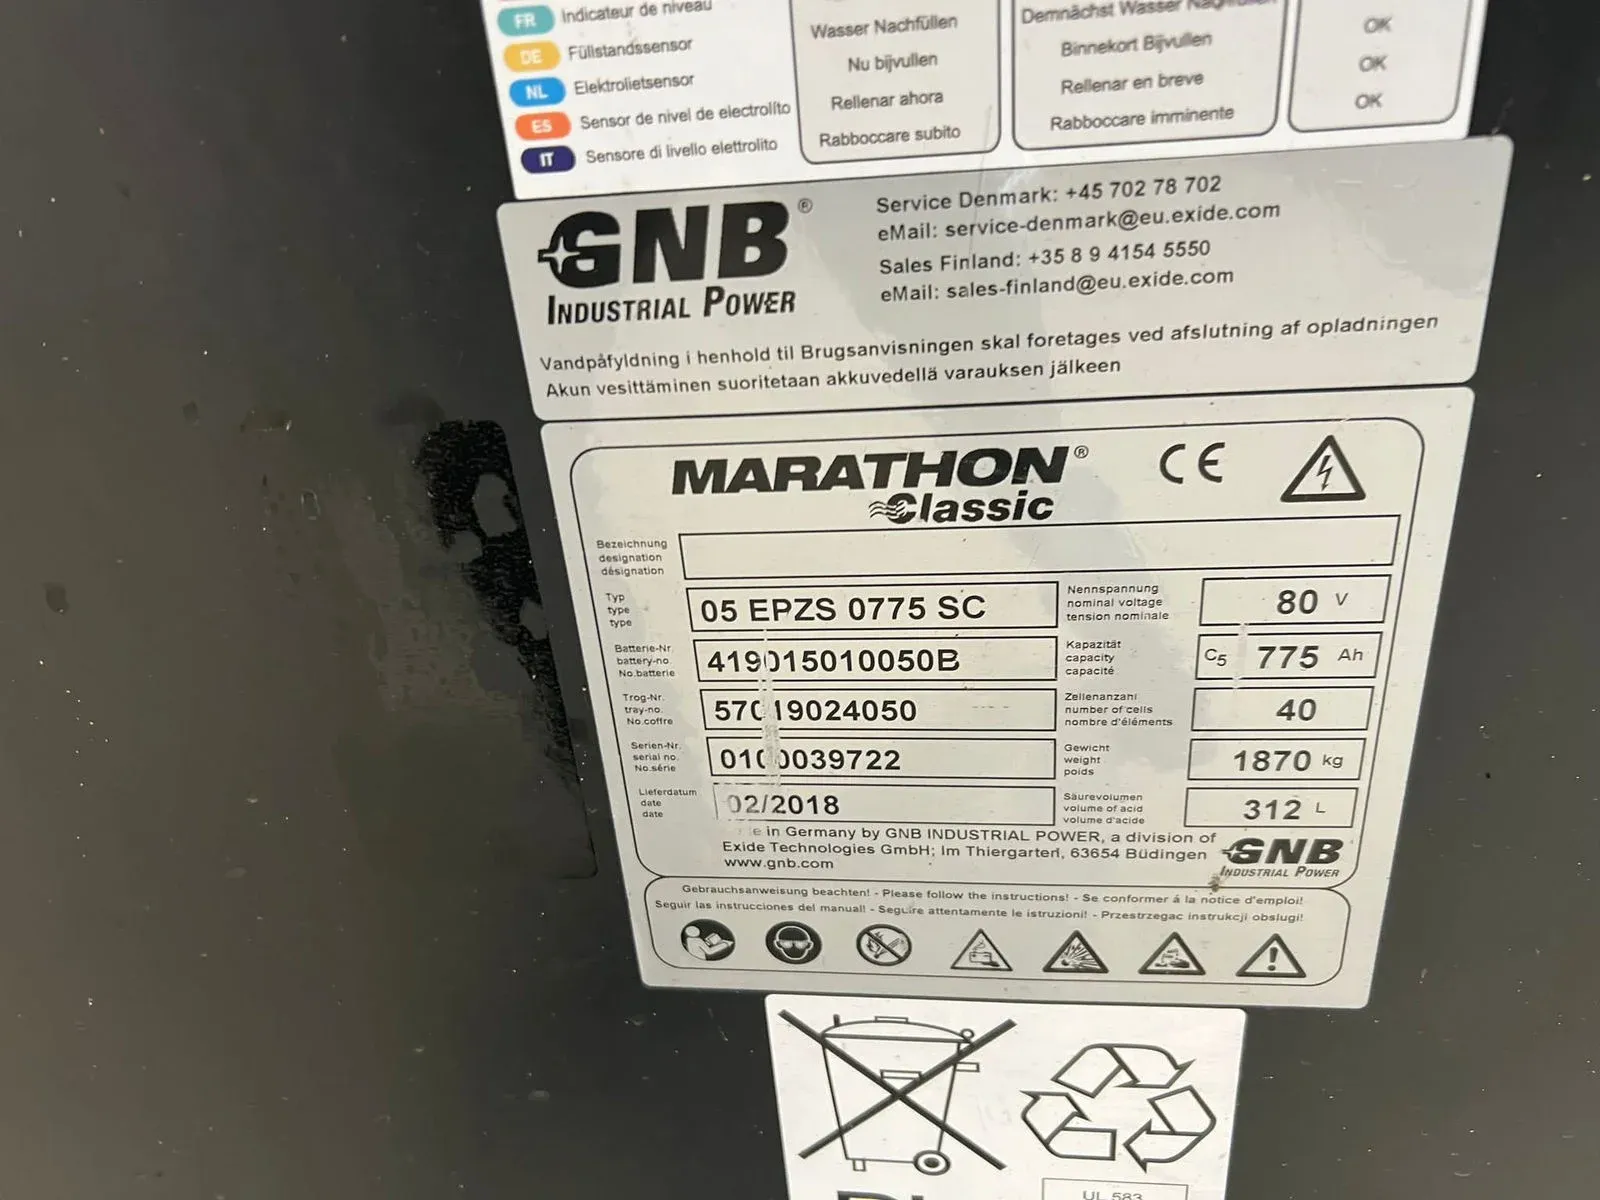 FR Indicateur de niveau
DE Füllstandssensor
NL Elektrolietsensor
ES Sensor de nivel de electrolíto
IT Sensore di livello elettrolito
Wasser Nachfüllen
Nu bijvullen
Rellenar ahora
Rabboccare subito
Demnächst Wasser Nachfüllen
Binnekort Bijvullen
Rellenar en breve
Rabboccare imminente
OK
OK
OK
GNB®
INDUSTRIAL POWER
Service Denmark: +45 702 78 702
eMail: service-denmark@eu.exide.com
Sales Finland: +35 8 9 4154 5550
eMail: sales-finland@eu.exide.com
Vandpåfyldning i henhold til Brugsanvisningen skal foretages ved afslutning af opladningen
Akun vesittäminen suoritetaan akkuvedellä varauksen jälkeen
MARATHON®
Classic
CE
Bezeichnung
designation
désignation
Typ
type
type
05 EPZS 0775 SC
Nennspannung
nominal voltage
tension nominale
80 V
Batterie-Nr.
battery-no.
No.batterie
419015010050B
Kapazität
capacity
capacité
C5 775 Ah
Trog-Nr.
tray-no.
No.coffre
57019024050
Zellenanzahl
number of cells
nombre d'éléments
40
Serien-Nr.
serial no.
No.série
0100039722
Gewicht
weight
poids
1870 kg
Lieferdatum
date
date
02/2018
Säurevolumen
volume of acid
volume d'acide
312 L
in Germany by GNB INDUSTRIAL POWER, a division of
Exide Technologies GmbH; Im Thiergarten, 63654 Büdingen
www.gnb.com
GNB
INDUSTRIAL POWER
Gebrauchsanweisung beachten! - Please follow the instructions! - Se conformer á la notice d'emploi!
Seguir las instrucciones del manual! - Seguire attentamente le istruzioni! - Przestrzegac instrukcji obslugi!
UL 583